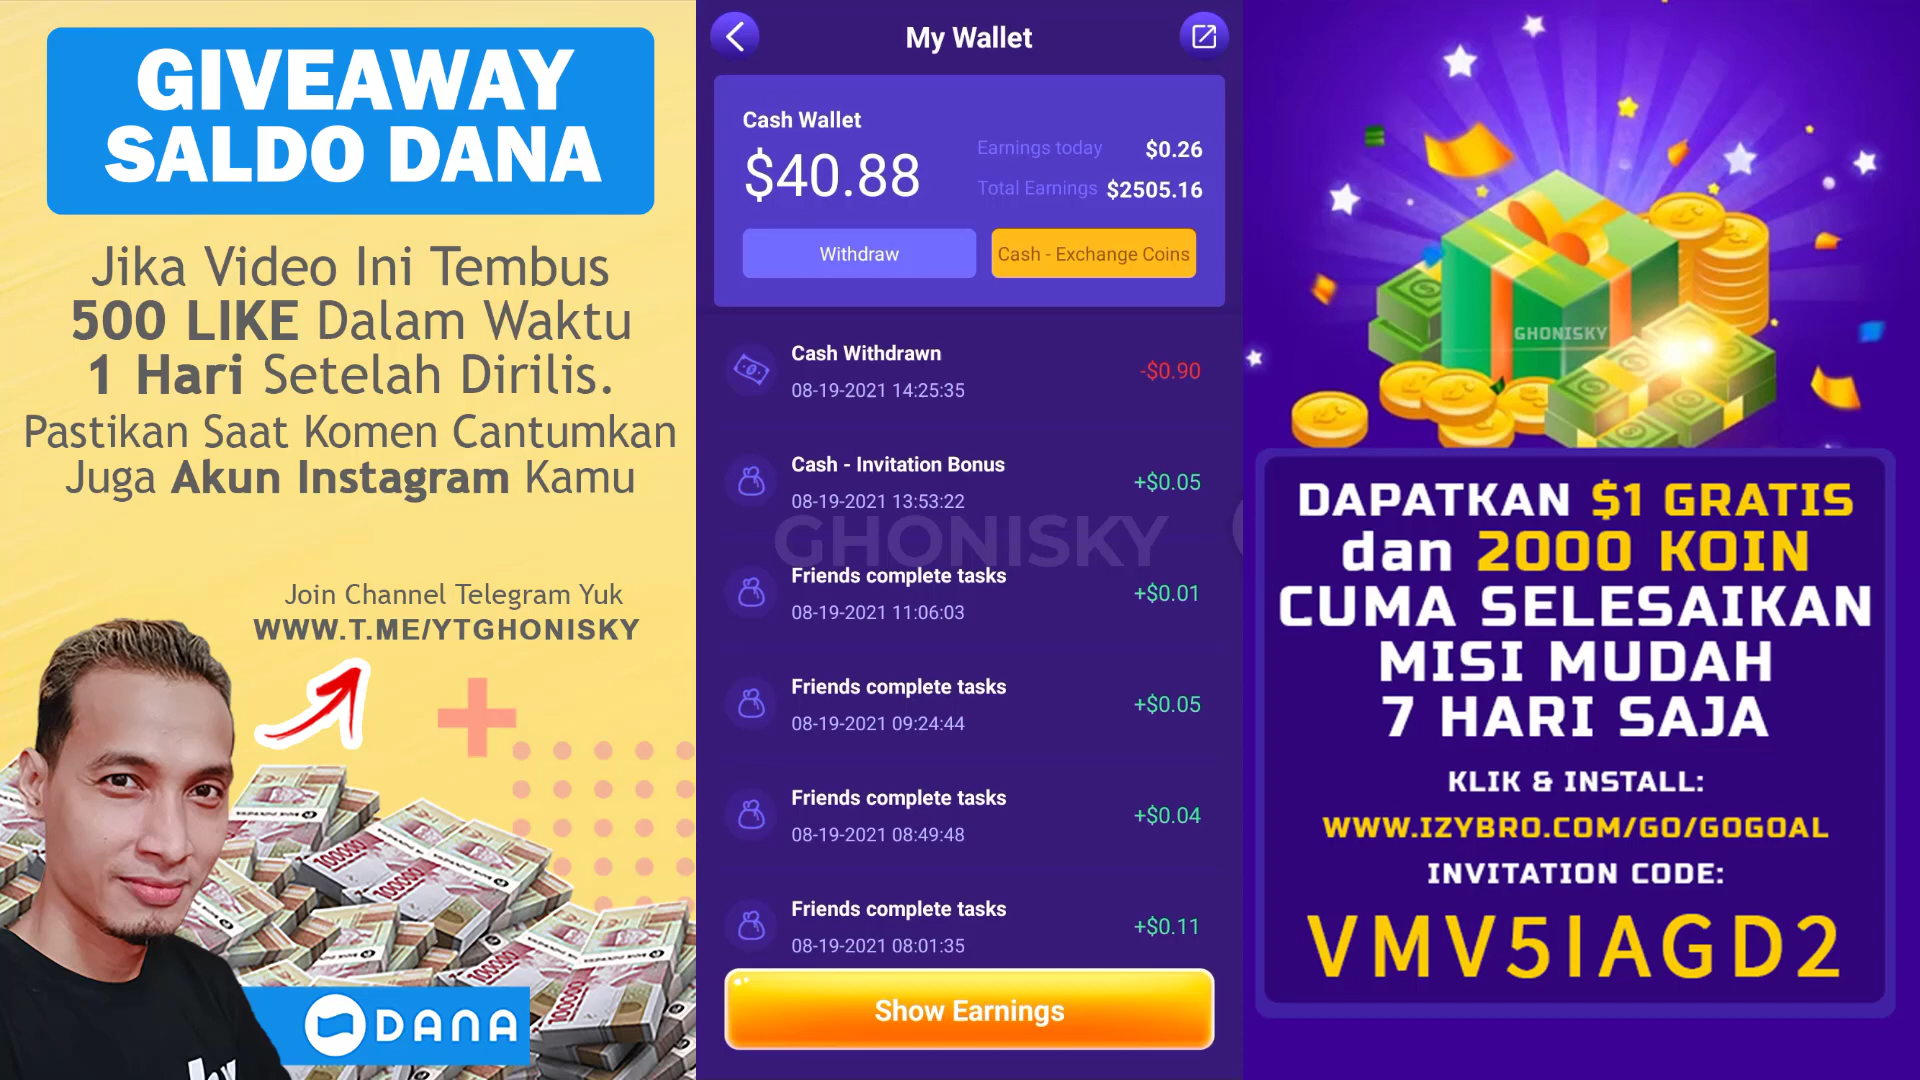 GIVEAWAY
SALDO DANA
Jika Video Ini Tembus
500 LIKE Dalam Waktu
1 Hari Setelah Dirilis.
Pastikan Saat Komen Cantumkan
Juga Akun Instagram Kamu
Join Channel Telegram Yuk
WWW.T.ME/YTGHONISKY
100000
100000
100000
100000
DANA
My Wallet
Cash Wallet
$40.88
Earnings today $0.26
Total Earnings $2505.16
Withdraw
Cash - Exchange Coins
Cash Withdrawn
08-19-2021 14:25:35
-$0.90
Cash - Invitation Bonus
08-19-2021 13:53:22
+$0.05
GHONISKY
Friends complete tasks
08-19-2021 11:06:03
+$0.01
Friends complete tasks
08-19-2021 09:24:44
+$0.05
Friends complete tasks
08-19-2021 08:49:48
+$0.04
Friends complete tasks
08-19-2021 08:01:35
+$0.11
Show Earnings
GHONISKY
DAPATKAN $1 GRATIS
dan 2000 KOIN
CUMA SELESAIKAN
MISI MUDAH
7 HARI SAJA
KLIK & INSTALL:
WWW.IZYBRO.COM/GO/GOGOAL
INVITATION CODE:
VMV5IAGD2